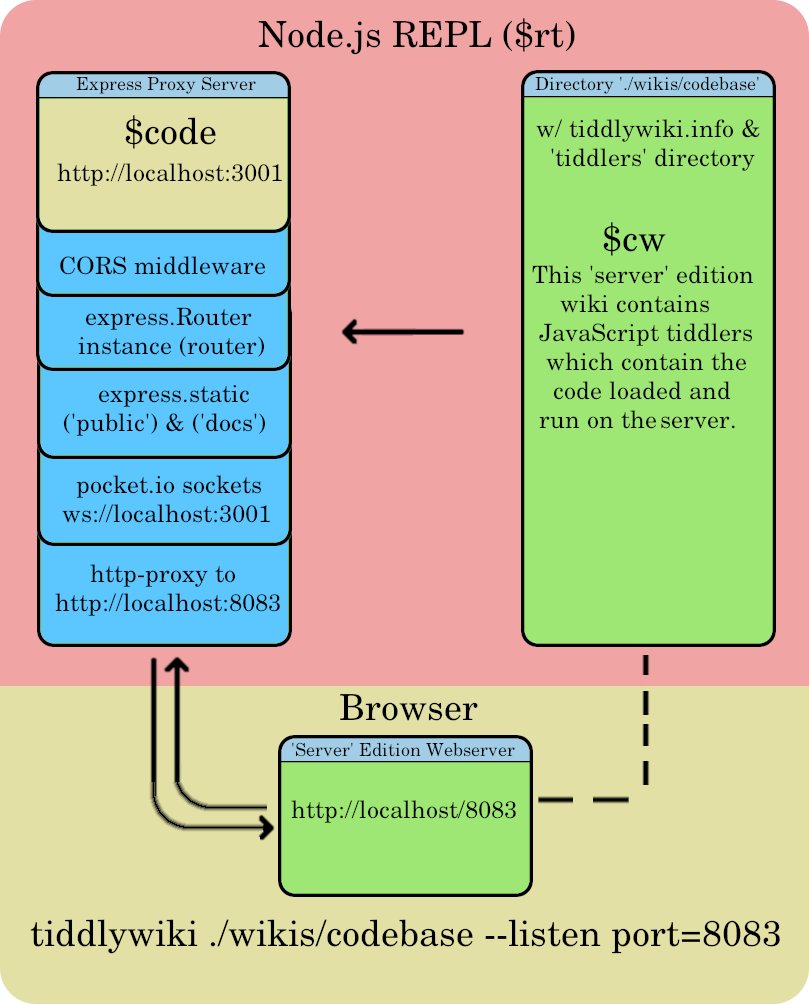 Node.js REPL ($rt)
Express Proxy Server
$code
http://localhost:3001
CORS middleware
express.Router
instance (router)
express.static
('public') & ('docs')
pocket.io sockets
ws://localhost:3001
http-proxy to
http://localhost:8083
Directory './wikis/codebase'
w/ tiddlywiki.info &
'tiddlers' directory
$cw
This 'server' edition
wiki contains
JavaScript tiddlers
which contain the
code loaded and
run on the server.
Browser
'Server' Edition Webserver
http://localhost/8083
tiddlywiki ./wikis/codebase --listen port=8083